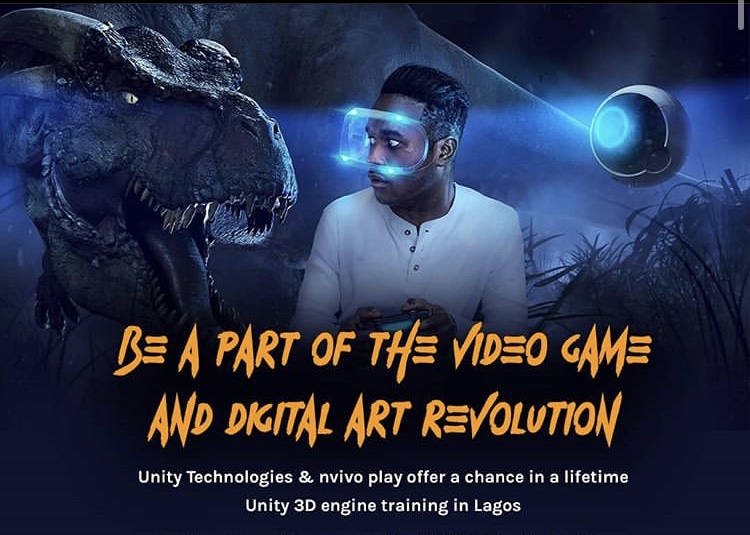 BE A PART OF THE VIDEO GAME
AND DIGITAL ART REVOLUTION
Unity Technologies & nvivo play offer a chance in a lifetime
Unity 3D engine training in Lagos